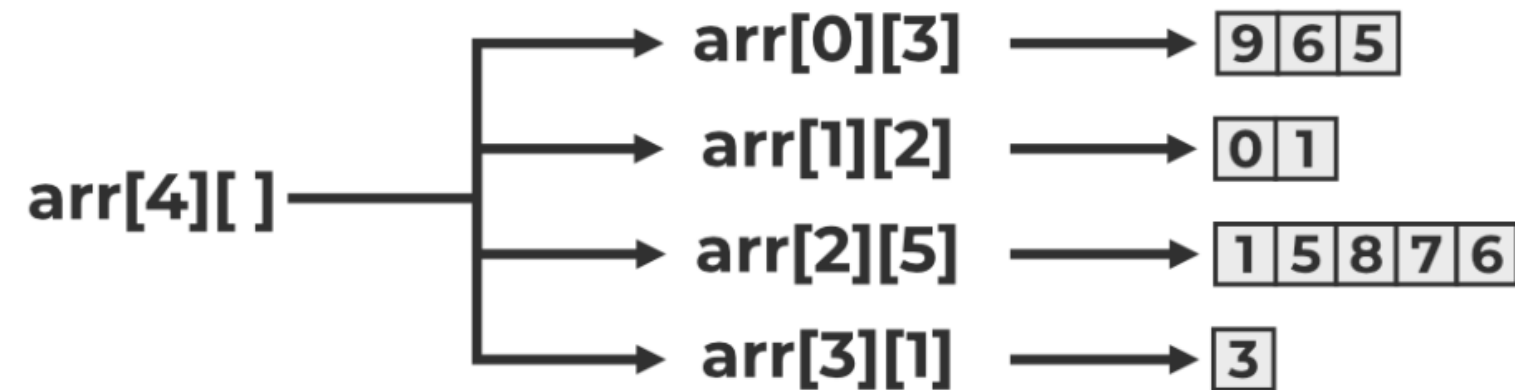 arr[0][3] 9 6 5
arr[1][2] 0 1
arr[4][ ]
arr[2][5] 1 5 8 7 6
arr[3][1] 3